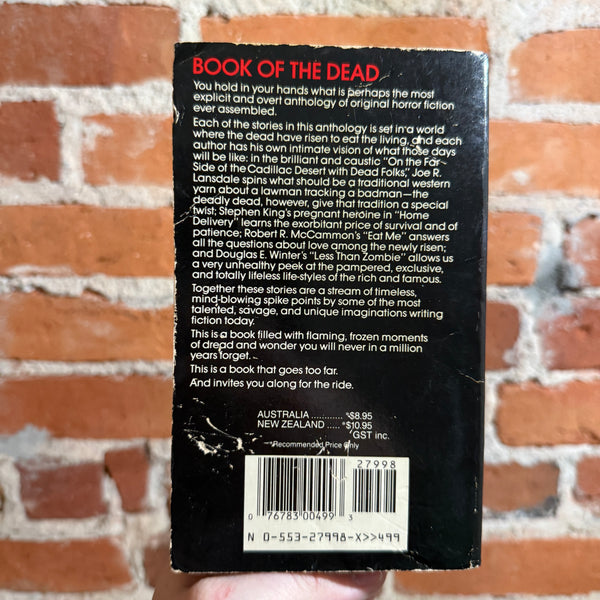 BOOK OF THE DEAD
You hold in your hands what is perhaps the most
explicit and overt anthology of original horror fiction
ever assembled.
Each of the stories in this anthology is set in a world
where the dead have risen to eat the living, and each
author has his own intimate vision of what those days
will be like: in the brilliant and caustic "On the Far
Side of the Cadillac Desert with Dead Folks," Joe R.
Lansdale spins what should be a traditional western
yarn about a lawman tracking a badman—the
deadly dead, however, give that tradition a special
twist; Stephen King's pregnant heroine in "Home
Delivery" learns the exorbitant price of survival and of
patience; Robert R. McCammon's "Eat Me" answers
all the questions about love among the newly risen;
and Douglas E. Winter's "Less Than Zombie" allows us
a very unhealthy peek at the pampered, exclusive,
and totally lifeless life-styles of the rich and famous.
Together these stories are a stream of timeless,
mind-blowing spike points by some of the most
talented, savage, and unique imaginations writing
fiction today.
This is a book filled with flaming, frozen moments
of dread and wonder you will never in a million
years forget.
This is a book that goes too far.
And invites you along for the ride.
AUSTRALIA ............ *$8.95
NEW ZEALAND ..... *$10.95
GST inc.
*Recommended Price Only
27998
0 76783 00499 3
N 0-553-27998-X>>499